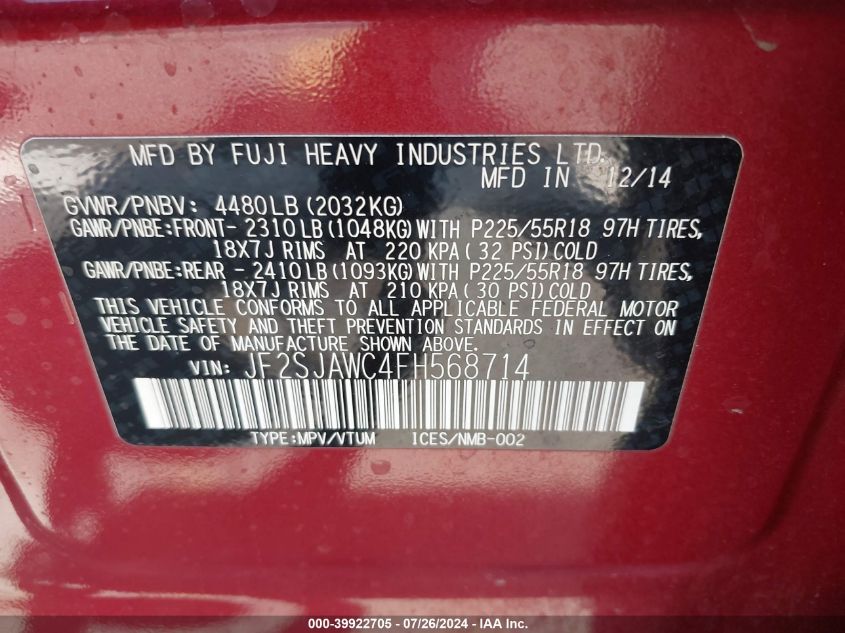 MFD BY FUJI HEAVY INDUSTRIES LTD.
MFD IN 12/14
GVWR/PNBV: 4480LB(2032KG)
GAWR/PNBE:FRONT- 2310LB(1048KG)WITH P225/55R18 97H TIRES,
18X7J RIMS AT 220 KPA( 32 PSI)COLD
GAWR/PNBE:REAR - 2410LB(1093KG)WITH P225/55R18 97H TIRES,
18X7J RIMS AT 210 KPA( 30 PSI)COLD
THIS VEHICLE CONFORMS TO ALL APPLICABLE FEDERAL MOTOR
VEHICLE SAFETY AND THEFT PREVENTION STANDARDS IN EFFECT ON
THE DATE OF MANUFACTURE SHOWN ABOVE.
VIN: JF2SJAWC4FH568714
TYPE:MPV/VTUM ICES/NMB-002
000-39922705 - 07/26/2024 - IAA Inc.